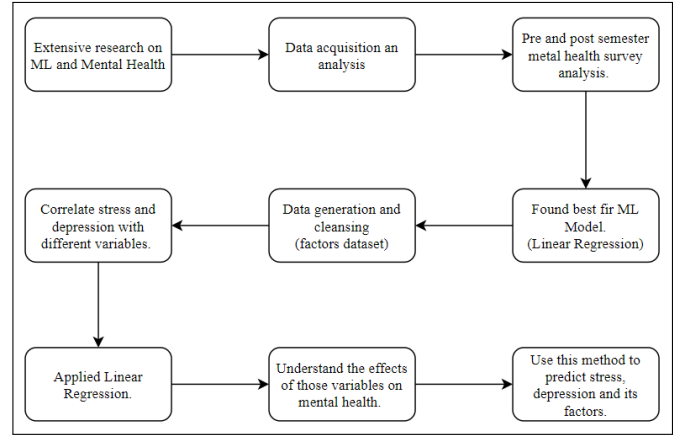 Extensive research on
ML and Mental Health
Data acquisition an
analysis
Pre and post semester
metal health survey
analysis.
Found best fir ML
Model.
(Linear Regression)
Data generation and
cleansing
(factors dataset)
Correlate stress and
depression with
different variables.
Applied Linear
Regression.
Understand the effects
of those variables on
mental health.
Use this method to
predict stress,
depression and its
factors.